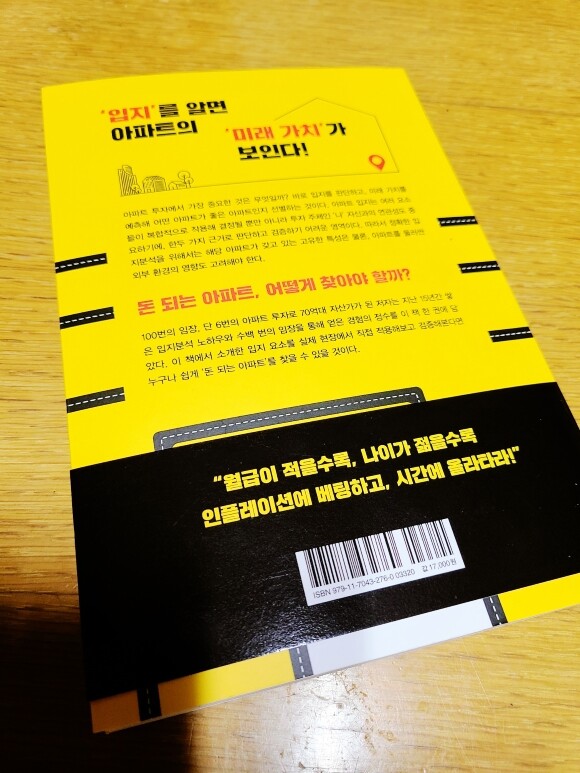 '입지'를 알면
아파트의 '미래 가치'가
보인다!
아파트 투자에서 가장 중요한 것은 무엇일까? 바로 입지를 판단하고, 미래 가치를
예측해 어떤 아파트가 좋은 아파트인지 선별하는 것이다. 아파트 입지는 여러 요소
들이 복합적으로 작용해 결정될 뿐만 아니라 투자 주체인 '나' 자신과의 연관성도 중
요하기에, 한두 가지 근거로 판단하고 검증하기 어려운 영역이다. 따라서 정확한 입
지분석을 위해서는 해당 아파트가 갖고 있는 고유한 특성은 물론, 아파트를 둘러싼
외부 환경의 영향도 고려해야 한다.
돈 되는 아파트, 어떻게 찾아야 할까?
100번의 임장, 단 6번의 아파트 투자로 70억대 자산가가 된 저자는 지난 15년간 쌓
은 입지분석 노하우와 수백 번의 임장을 통해 얻은 경험의 정수를 이 책 한 권에 담
았다. 이 책에서 소개한 입지 요소를 실제 현장에서 직접 적용해보고 검증해본다면
누구나 쉽게 '돈 되는 아파트'를 찾을 수 있을 것이다.
"월급이 적을수록, 나이가 젊을수록
인플레이션에 베팅하고, 시간에 올라타라!"
ISBN 979-11-7043-276-0 03320 값 17,000원